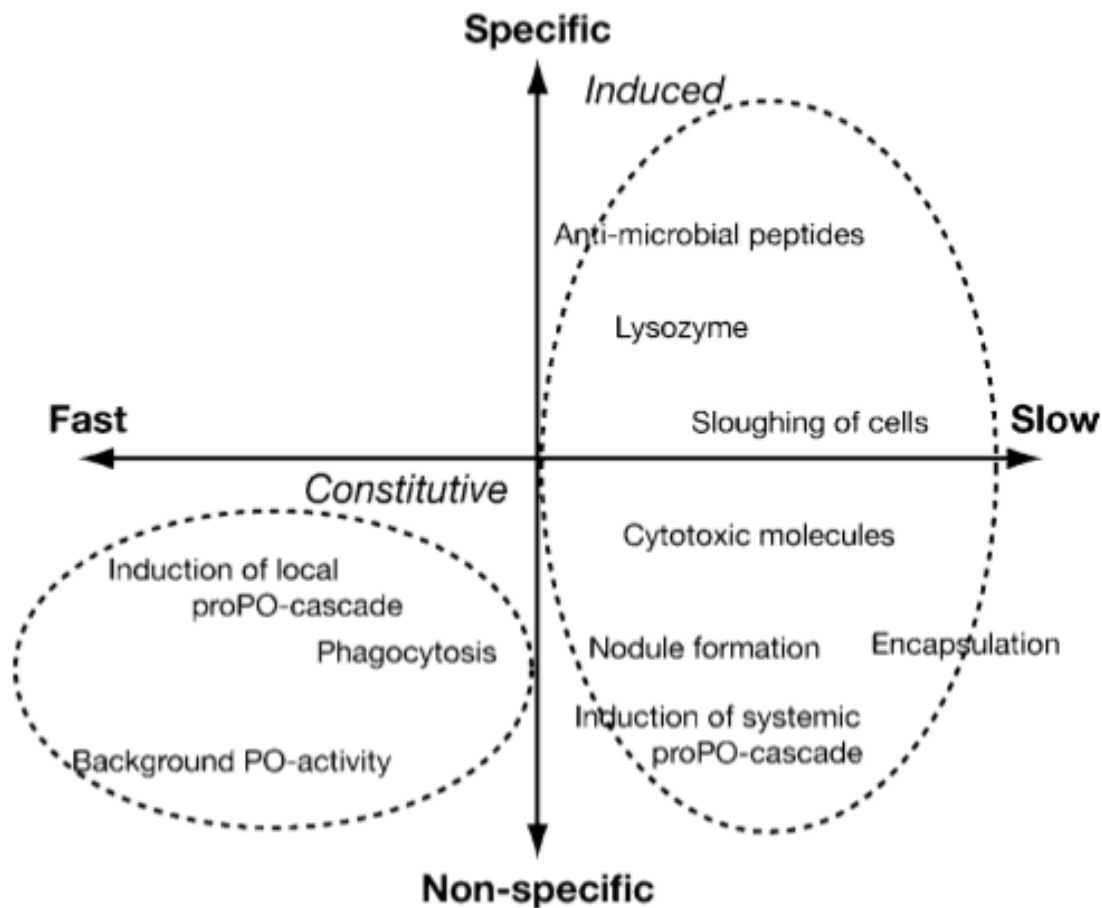 Specific
Induced
Anti-microbial peptides
Lysozyme
Fast
Sloughing of cells
Slow
Constitutive
Cytotoxic molecules
Induction of local
proPO-cascade
Phagocytosis
Nodule formation
Encapsulation
Induction of systemic
proPO-cascade
Background PO-activity
Non-specific